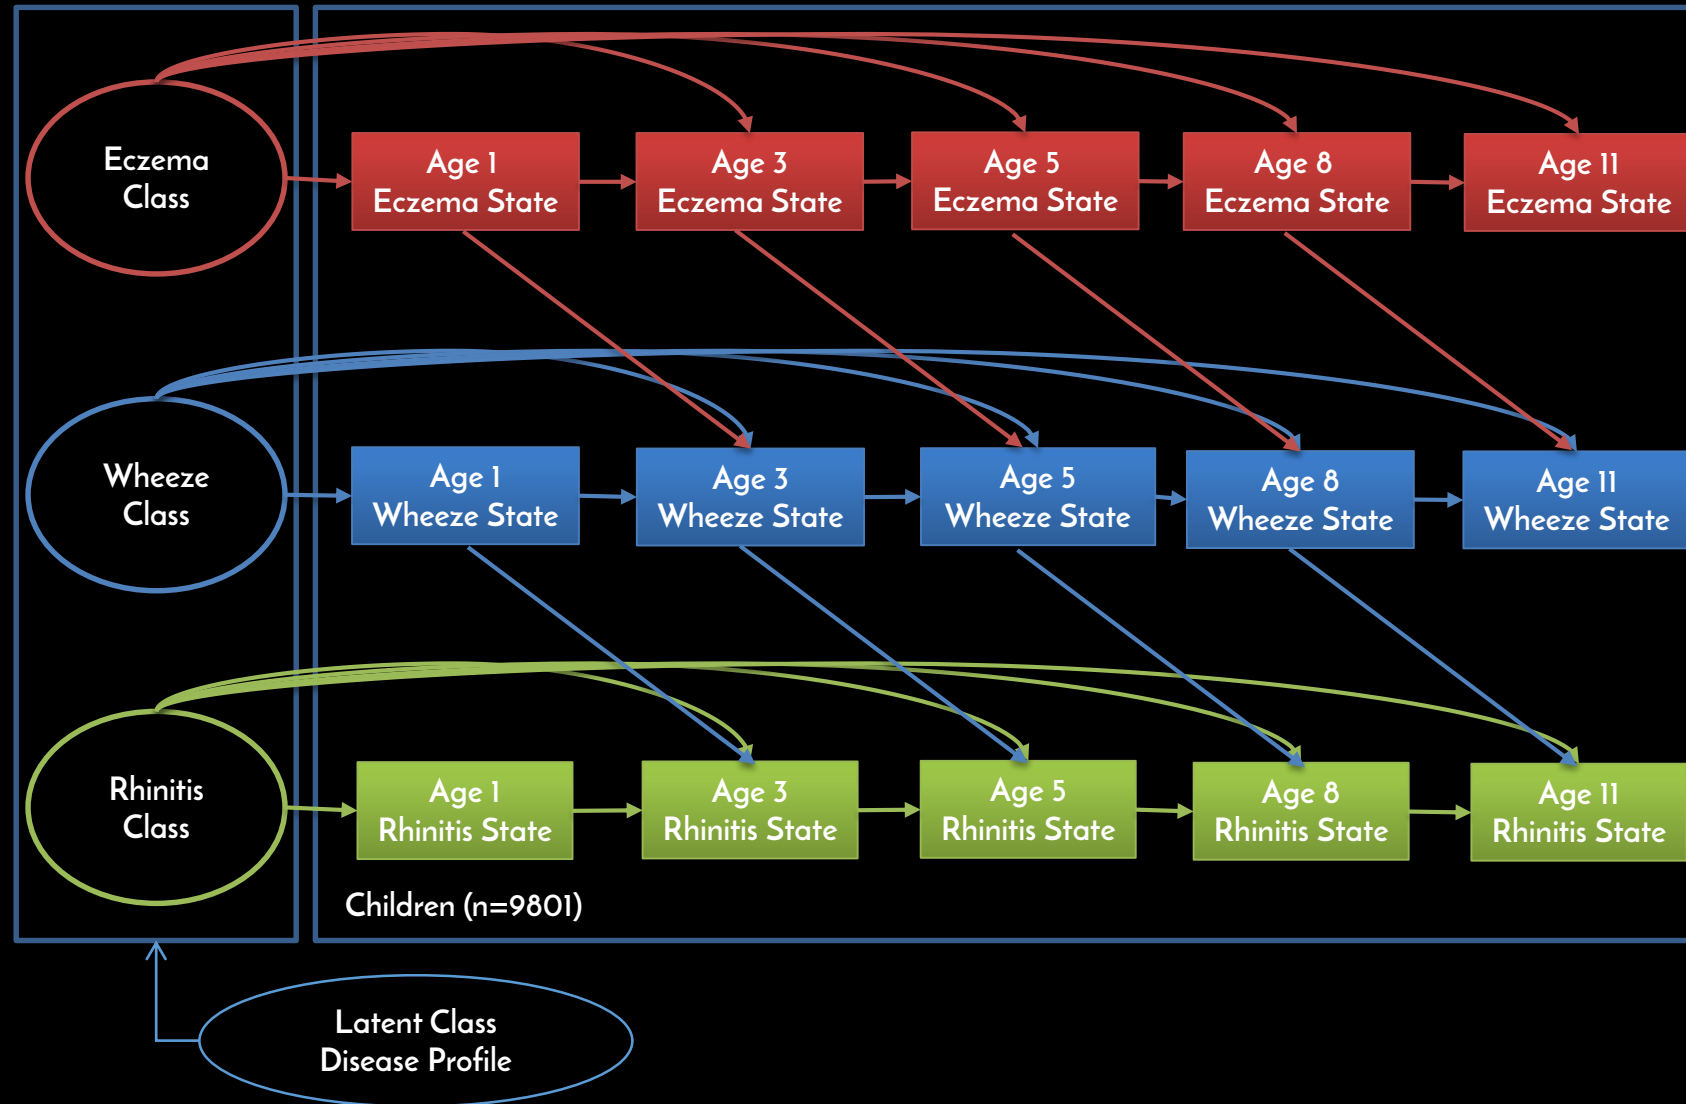 Eczema
Class
Age 1
Eczema State
Age 3
Eczema State
Age 5
Eczema State
Age 8
Eczema State
Age 11
Eczema State
Wheeze
Class
Age 1
Wheeze State
Age 3
Wheeze State
Age 5
Wheeze State
Age 8
Wheeze State
Age 11
Wheeze State
Rhinitis
Class
Age 1
Rhinitis State
Age 3
Rhinitis State
Age 5
Rhinitis State
Age 8
Rhinitis State
Age 11
Rhinitis State
Children (n=9801)
Latent Class
Disease Profile